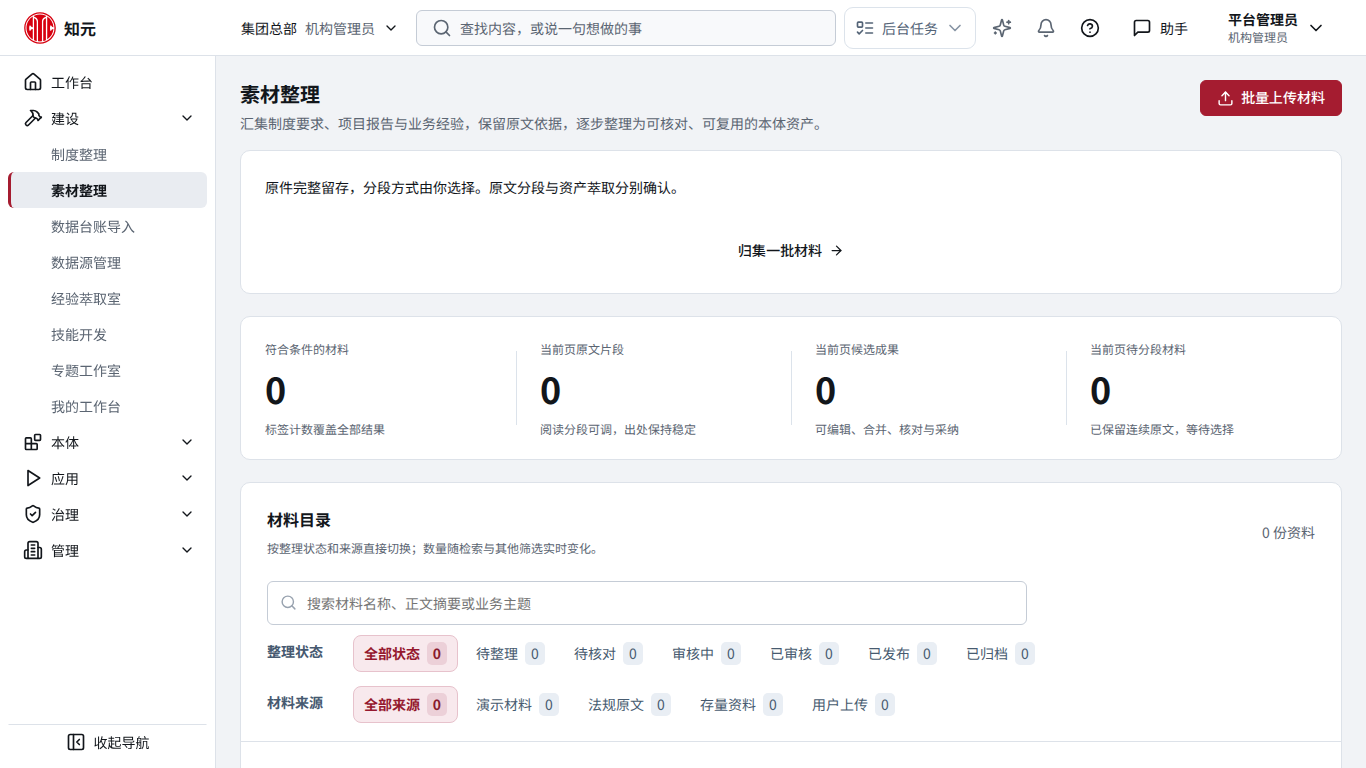 知元
集团总部 机构管理员
查找内容，或说一句想做的事
后台任务
助手
平台管理员
机构管理员
工作台
建设
制度整理
素材整理
数据台账导入
数据源管理
经验萃取室
技能开发
专题工作室
我的工作台
本体
应用
治理
管理
收起导航
素材整理
汇集制度要求、项目报告与业务经验，保留原文依据，逐步整理为可核对、可复用的本体资产。
批量上传材料
原件完整留存，分段方式由你选择。原文分段与资产萃取分别确认。
归集一批材料 →
符合条件的材料
0
标签计数覆盖全部结果
当前页原文片段
0
阅读分段可调，出处保持稳定
当前页候选成果
0
可编辑、合并、核对与采纳
当前页待分段材料
0
已保留连续原文，等待选择
材料目录
按整理状态和来源直接切换；数量随检索与其他筛选实时变化。
0 份资料
搜索材料名称、正文摘要或业务主题
整理状态 全部状态 0 待整理 0 待核对 0 审核中 0 已审核 0 已发布 0 已归档 0
材料来源 全部来源 0 演示材料 0 法规原文 0 存量资料 0 用户上传 0